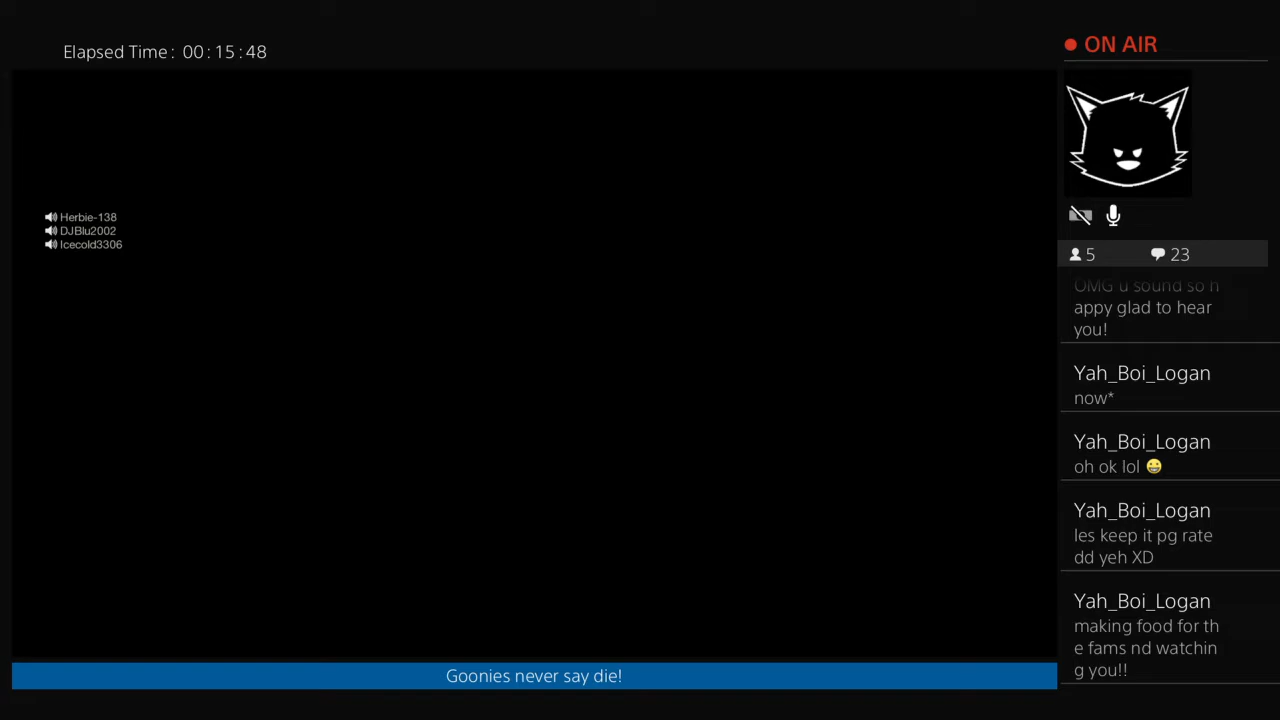 Elapsed Time: 00:15:48
ON AIR
Herbie-138
DJBlu2002
Icecold3306
5 23
OMG u sound so h
appy glad to hear
you!
Yah_Boi_Logan
now*
Yah_Boi_Logan
oh ok lol 😀
Yah_Boi_Logan
les keep it pg rate
dd yeh XD
Yah_Boi_Logan
making food for th
e fams nd watchin
g you!!
Goonies never say die!